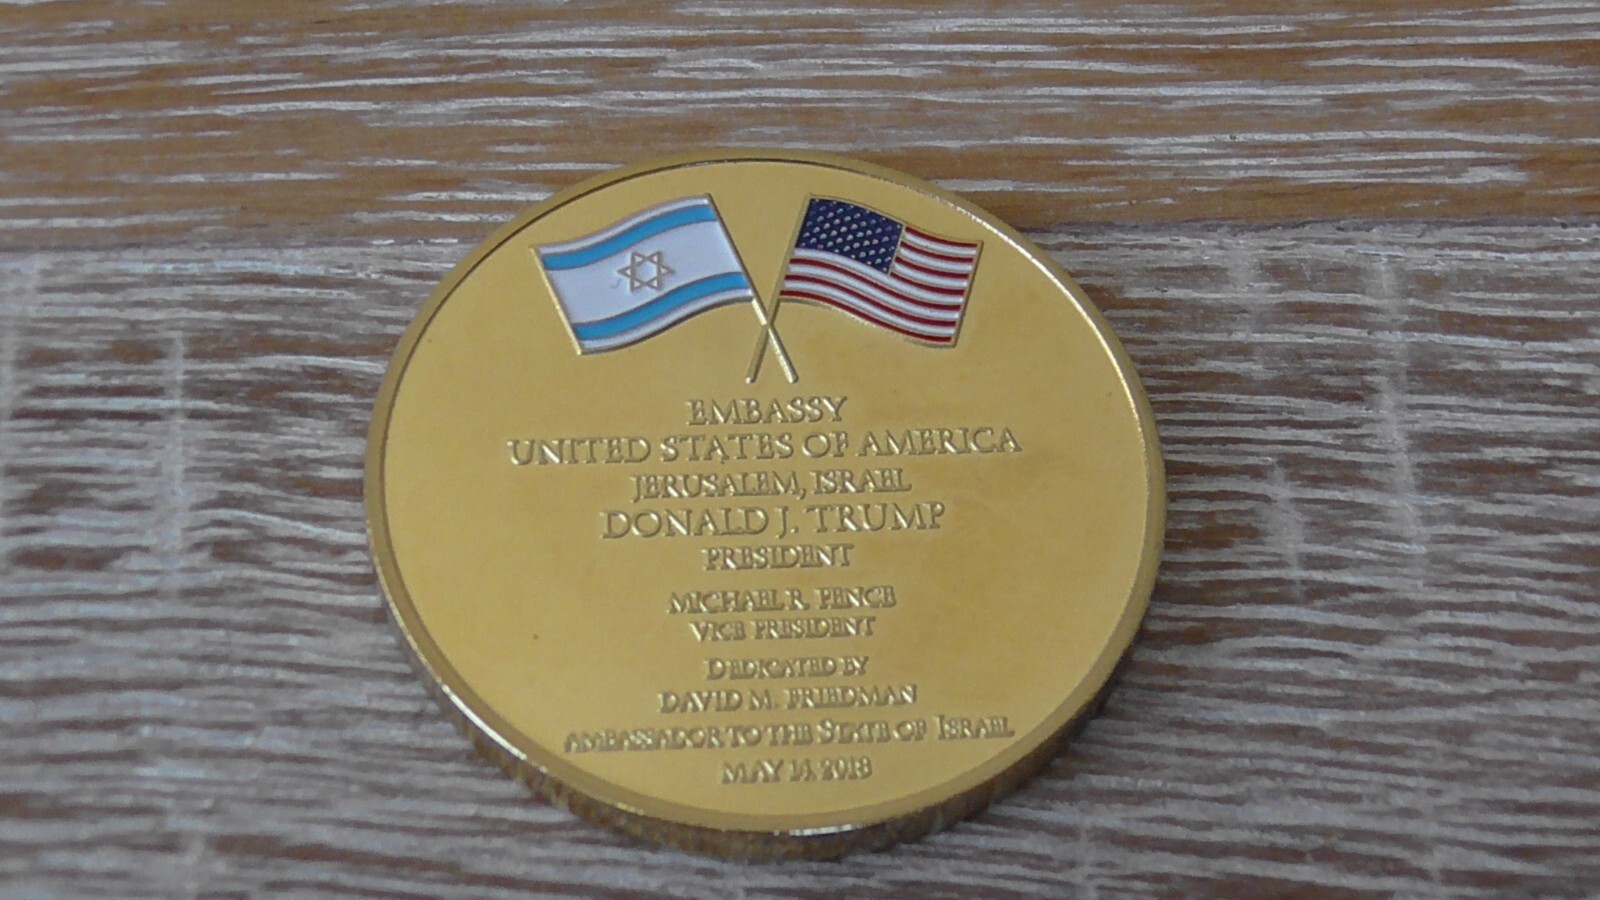 EMBASSY
UNITED STATES OF AMERICA
JERUSALEM, ISRAEL
DONALD J. TRUMP
PRESIDENT
MICHAEL R. PENCE
VICE PRESIDENT
DEDICATED BY
DAVID M. FRIEDMAN
AMBASSADOR TO THE STATE OF ISRAEL
MAY 14, 2018